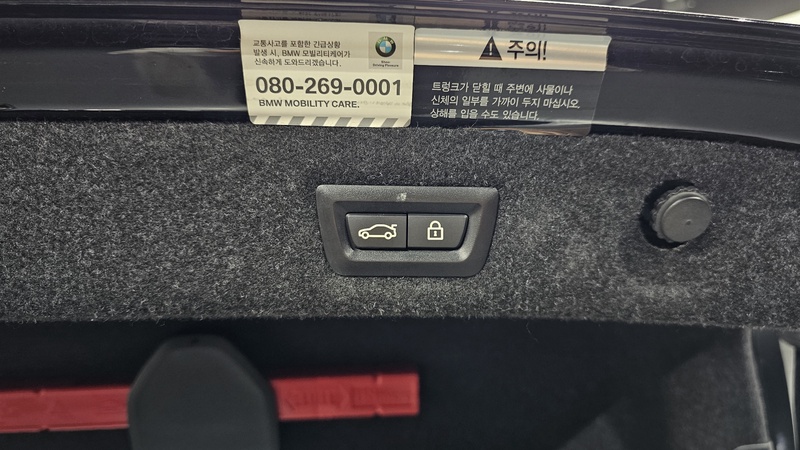 교통사고를 포함한 긴급상황
발생 시, BMW 모빌리티케어가
신속하게 도와드리겠습니다.
080-269-0001
BMW MOBILITY CARE.
주의!
트렁크가 닫힐 때 주변에 사물이나
신체의 일부를 가까이 두지 마십시오.
상해를 입을 수도 있습니다.